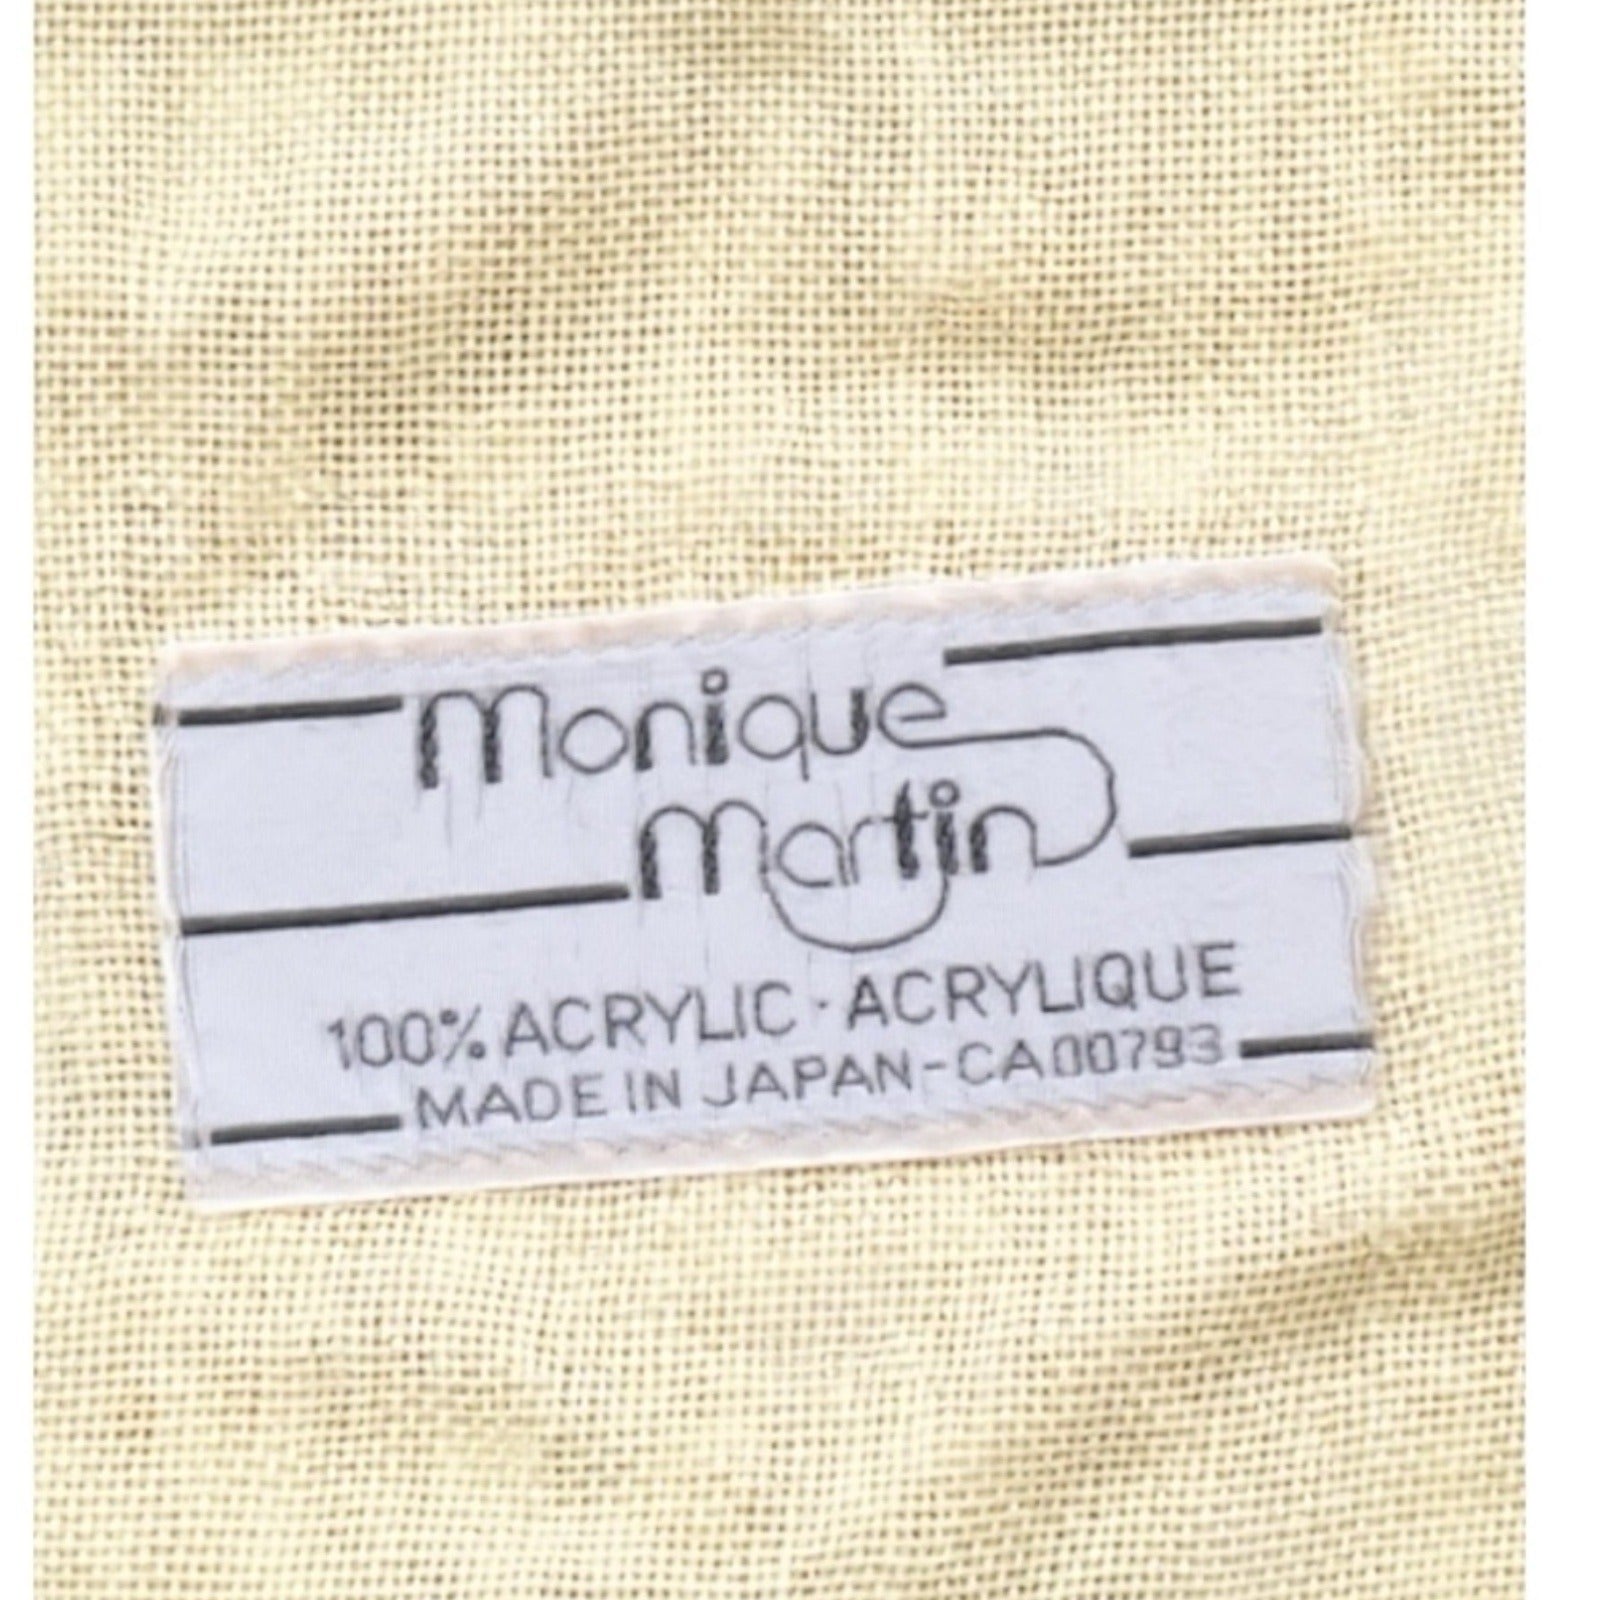 monique
martin
100% ACRYLIC · ACRYLIQUE
MADE IN JAPAN-CA00793